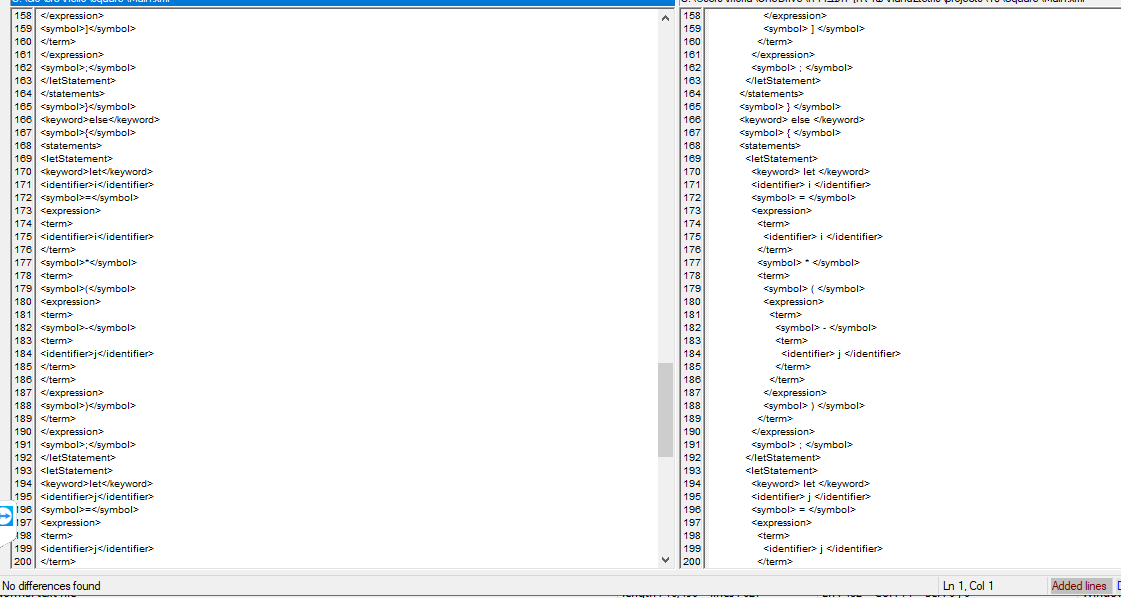 158 </expression>
159 <symbol>]</symbol>
160 </term>
161 </expression>
162 <symbol>;</symbol>
163 </letStatement>
164 </statements>
165 <symbol>}</symbol>
166 <keyword>else</keyword>
167 <symbol>{</symbol>
168 <statements>
169 <letStatement>
170 <keyword>let</keyword>
171 <identifier>i</identifier>
172 <symbol>=</symbol>
173 <expression>
174 <term>
175 <identifier>i</identifier>
176 </term>
177 <symbol>*</symbol>
178 <term>
179 <symbol>(</symbol>
180 <expression>
181 <term>
182 <symbol>-</symbol>
183 <term>
184 <identifier>j</identifier>
185 </term>
186 </term>
187 </expression>
188 <symbol>)</symbol>
189 </term>
190 </expression>
191 <symbol>;</symbol>
192 </letStatement>
193 <letStatement>
194 <keyword>let</keyword>
195 <identifier>j</identifier>
196 <symbol>=</symbol>
197 <expression>
198 <term>
199 <identifier>j</identifier>
200 </term>
158 </expression>
159 <symbol> ] </symbol>
160 </term>
161 </expression>
162 <symbol> ; </symbol>
163 </letStatement>
164 </statements>
165 <symbol> } </symbol>
166 <keyword> else </keyword>
167 <symbol> { </symbol>
168 <statements>
169 <letStatement>
170 <keyword> let </keyword>
171 <identifier> i </identifier>
172 <symbol> = </symbol>
173 <expression>
174 <term>
175 <identifier> i </identifier>
176 </term>
177 <symbol> * </symbol>
178 <term>
179 <symbol> ( </symbol>
180 <expression>
181 <term>
182 <symbol> - </symbol>
183 <term>
184 <identifier> j </identifier>
185 </term>
186 </term>
187 </expression>
188 <symbol> ) </symbol>
189 </term>
190 </expression>
191 <symbol> ; </symbol>
192 </letStatement>
193 <letStatement>
194 <keyword> let </keyword>
195 <identifier> j </identifier>
196 <symbol> = </symbol>
197 <expression>
198 <term>
199 <identifier> j </identifier>
200 </term>
No differences found
Ln 1, Col 1
Added lines